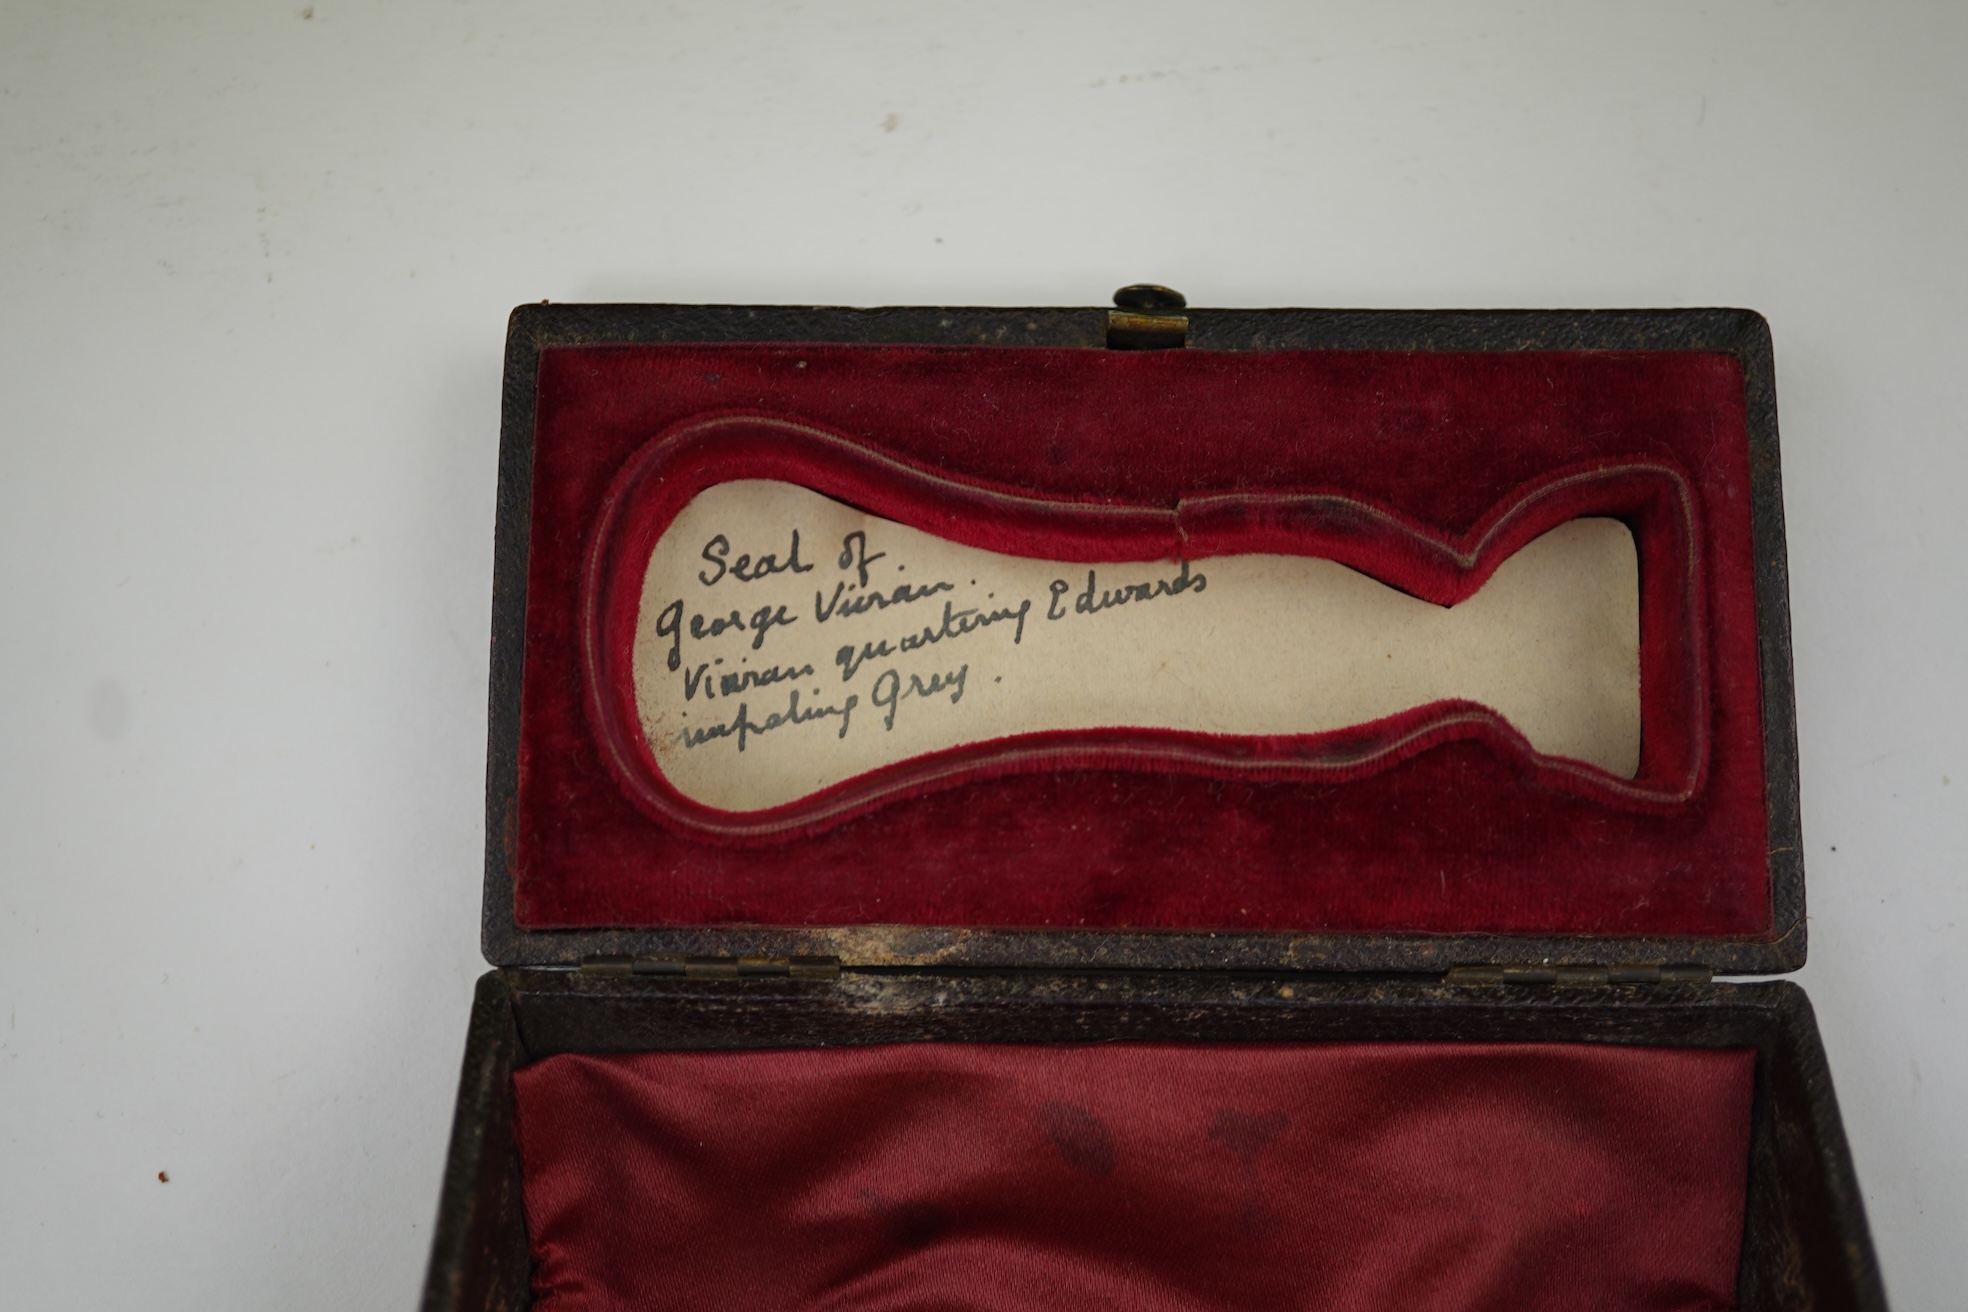 Seal of
George Vivian.
Vivian quartering Edwards
impaling Grey.